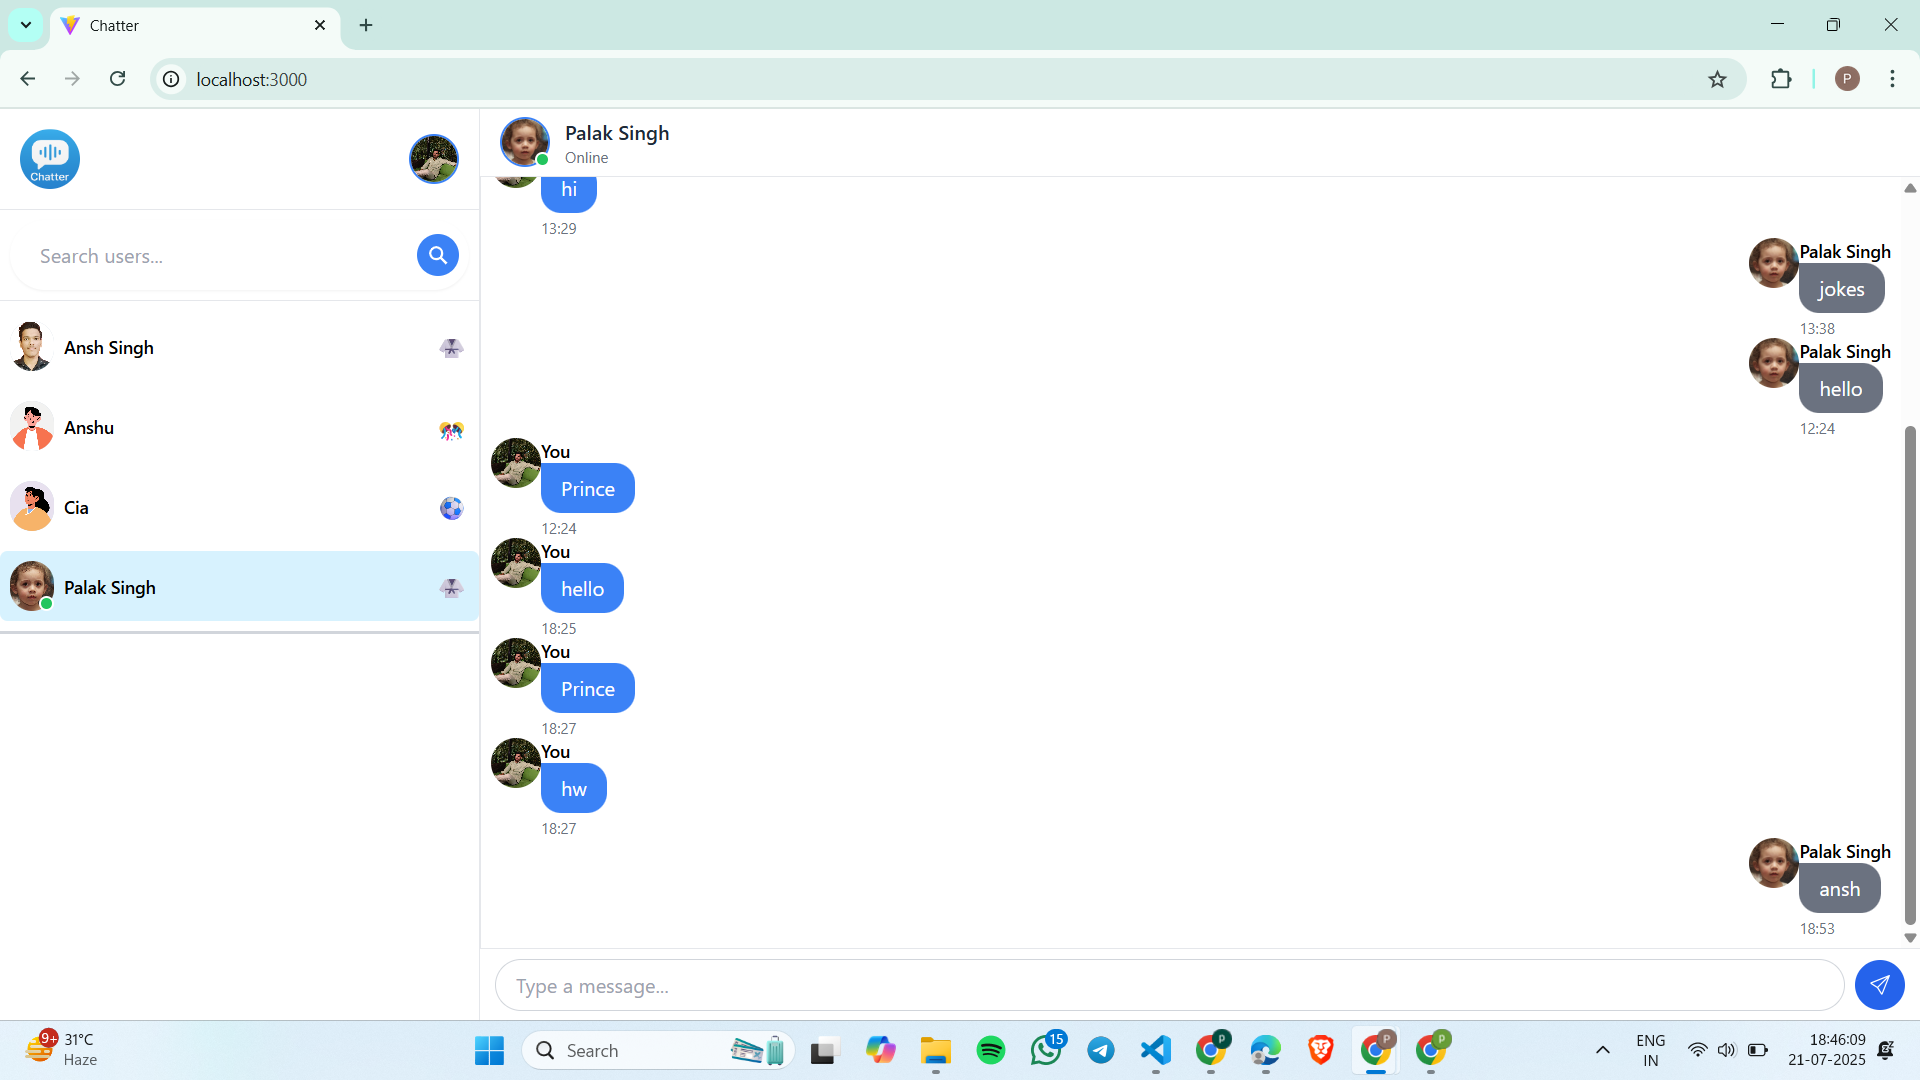 Chatter
localhost:3000
P
Chatter
Search users...
Ansh Singh
Anshu
Cia
Palak Singh
Palak Singh
Online
hi
13:29
Palak Singh
jokes
13:38
Palak Singh
hello
12:24
You
Prince
12:24
You
hello
18:25
You
Prince
18:27
You
hw
18:27
Palak Singh
ansh
18:53
Type a message...
9+
31°C
Haze
Search
15
P
P
P
ENG
IN
18:46:09
21-07-2025